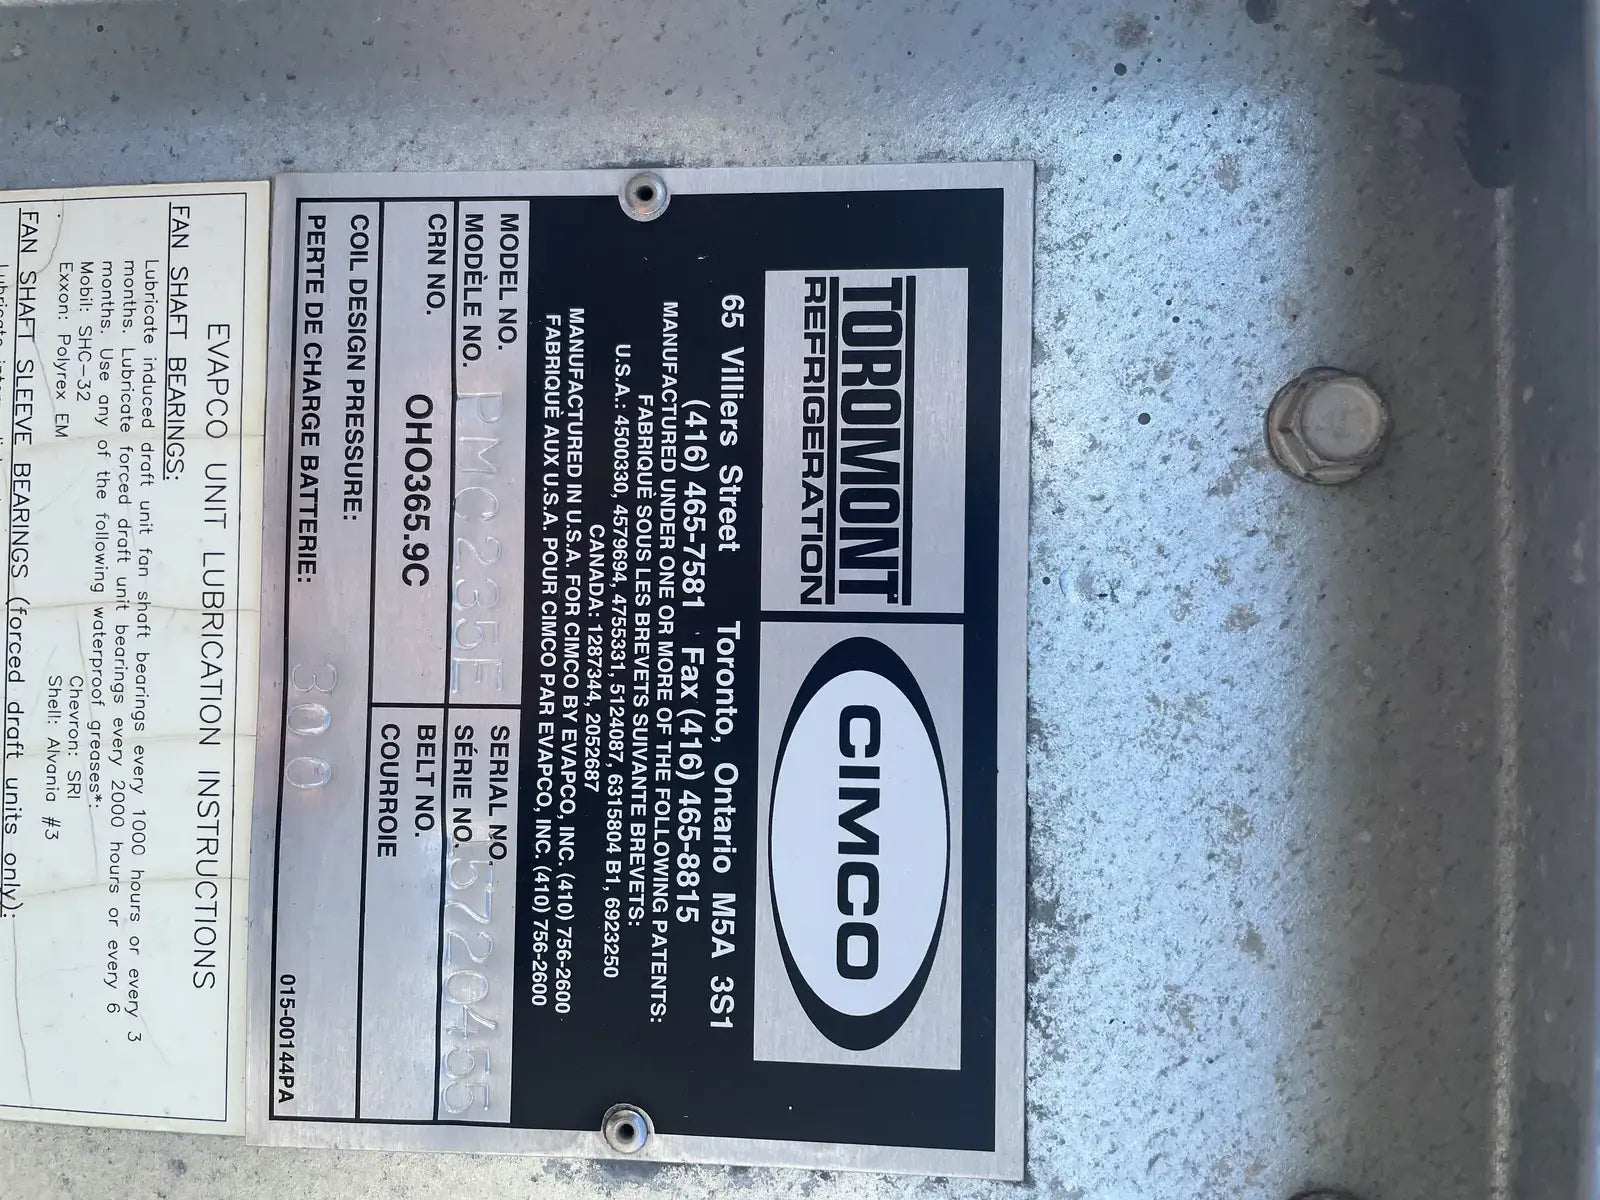 TOROMONT
REFRIGERATION
CIMCO
65 Villiers Street Toronto, Ontario M5A 3S1
(416) 465-7581 Fax (416) 465-8815
MANUFACTURED UNDER ONE OR MORE OF THE FOLLOWING PATENTS:
FABRIQUÈ SOUS LES BREVETS SUIVANTE BREVETS:
U.S.A.: 4500330, 4579694, 4755331, 5124087, 6315804 B1, 6923250
CANADA: 1287344, 2052687
MANUFACTURED IN U.S.A. FOR CIMCO BY EVAPCO, INC. (410) 756-2600
FABRIQUÈ AUX U.S.A. POUR CIMCO PAR EVAPCO, INC. (410) 756-2600
MODEL NO.
MODÈLE NO. PMC235E
SERIAL NO.
SÉRIE NO. 5720455
CRN NO. OHO365.9C
BELT NO.
COURROIE
COIL DESIGN PRESSURE:
PERTE DE CHARGE BATTERIE: 300
015-00144PA
EVAPCO UNIT LUBRICATION INSTRUCTIONS
FAN SHAFT BEARINGS:
Lubricate induced draft unit fan shaft bearings every 1000 hours or every 3
months. Lubricate forced draft unit bearings every 2000 hours or every 6
months. Use any of the following waterproof greases*:
Mobil: SHC-32 Chevron: SRI
Exxon: Polyrex EM Shell: Alvania #3
FAN SHAFT SLEEVE BEARINGS (forced draft units only):